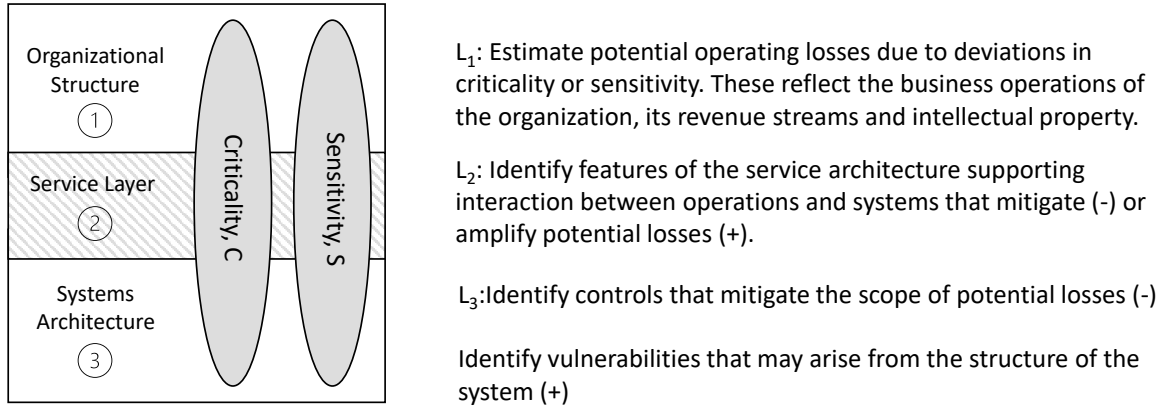 Organizational
Structure
1
Service Layer
2
Systems
Architecture
3
Criticality, C
Sensitivity, S
L₁: Estimate potential operating losses due to deviations in
criticality or sensitivity. These reflect the business operations of
the organization, its revenue streams and intellectual property.
L₂: Identify features of the service architecture supporting
interaction between operations and systems that mitigate (-) or
amplify potential losses (+).
L₃:Identify controls that mitigate the scope of potential losses (-)
Identify vulnerabilities that may arise from the structure of the
system (+)